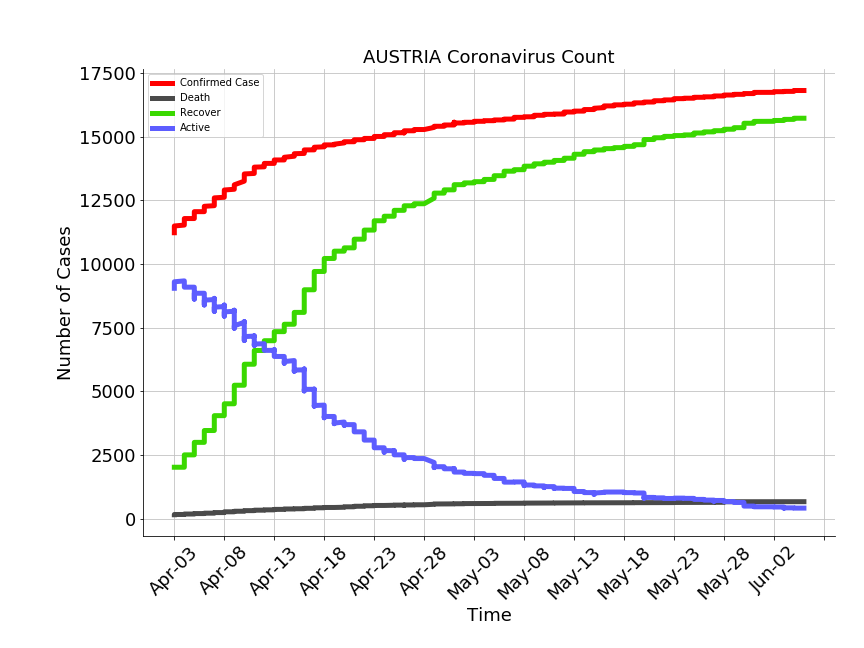 AUSTRIA Coronavirus Count
Confirmed Case
Death
Recover
Active
17500
15000
12500
10000
7500
5000
2500
0
Number of Cases
Apr-03 Apr-08 Apr-13 Apr-18 Apr-23 Apr-28 May-03 May-08 May-13 May-18 May-23 May-28 Jun-02
Time